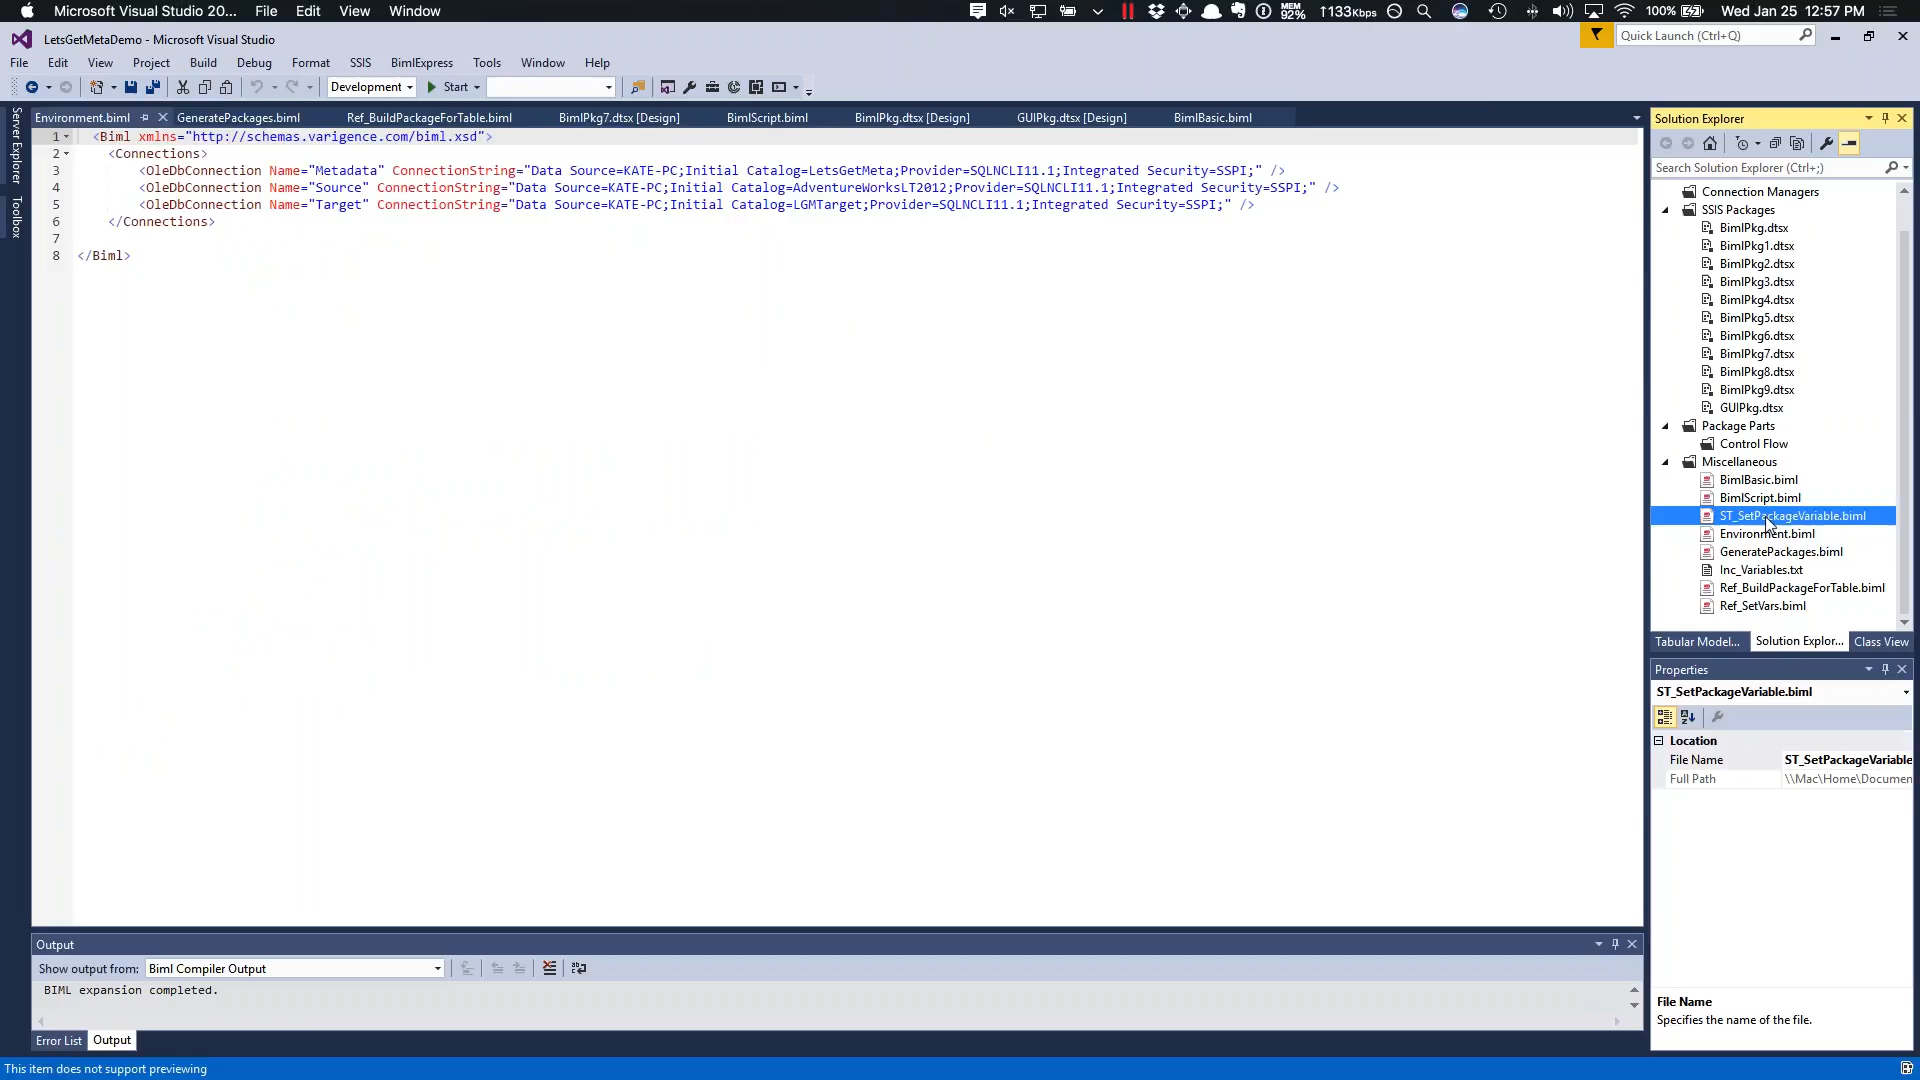 Microsoft Visual Studio 20... File Edit View Window
MEM 92% ↑133Kbps 100% Wed Jan 25 12:57 PM
LetsGetMetaDemo - Microsoft Visual Studio
Quick Launch (Ctrl+Q)
File Edit View Project Build Debug Format SSIS BimlExpress Tools Window Help
Development Start
Server Explorer
Toolbox
Environment.biml GeneratePackages.biml Ref_BuildPackageForTable.biml BimlPkg7.dtsx [Design] BimlScript.biml BimlPkg.dtsx [Design] GUIPkg.dtsx [Design] BimlBasic.biml
1 <Biml xmlns="http://schemas.varigence.com/biml.xsd">
2 <Connections>
3 <OleDbConnection Name="Metadata" ConnectionString="Data Source=KATE-PC;Initial Catalog=LetsGetMeta;Provider=SQLNCLI11.1;Integrated Security=SSPI;" />
4 <OleDbConnection Name="Source" ConnectionString="Data Source=KATE-PC;Initial Catalog=AdventureWorksLT2012;Provider=SQLNCLI11.1;Integrated Security=SSPI;" />
5 <OleDbConnection Name="Target" ConnectionString="Data Source=KATE-PC;Initial Catalog=LGMTarget;Provider=SQLNCLI11.1;Integrated Security=SSPI;" />
6 </Connections>
7
8 </Biml>
Solution Explorer
Search Solution Explorer (Ctrl+;)
Connection Managers
SSIS Packages
BimlPkg.dtsx
BimlPkg1.dtsx
BimlPkg2.dtsx
BimlPkg3.dtsx
BimlPkg4.dtsx
BimlPkg5.dtsx
BimlPkg6.dtsx
BimlPkg7.dtsx
BimlPkg8.dtsx
BimlPkg9.dtsx
GUIPkg.dtsx
Package Parts
Control Flow
Miscellaneous
BimlBasic.biml
BimlScript.biml
ST_SetPackageVariable.biml
Environment.biml
GeneratePackages.biml
Inc_Variables.txt
Ref_BuildPackageForTable.biml
Ref_SetVars.biml
Tabular Model... Solution Explor... Class View
Properties
ST_SetPackageVariable.biml
Location
File Name ST_SetPackageVariable
Full Path \\Mac\Home\Documen
File Name
Specifies the name of the file.
Output
Show output from: Biml Compiler Output
BIML expansion completed.
Error List Output
This item does not support previewing